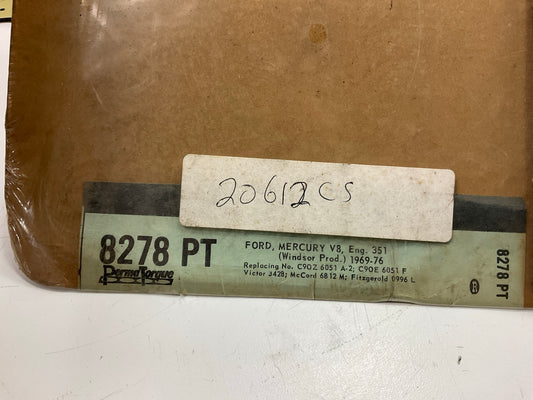 20612CS
8278 PT
PermaTorque
FORD, MERCURY V8, Eng. 351
(Windsor Prod.) 1969-76
Replacing No. C9OZ 6051 A-2; C9OE 6051 F
Victor 3428; McCord 6812 M; Fitzgerald 0996 L
8278 PT
R